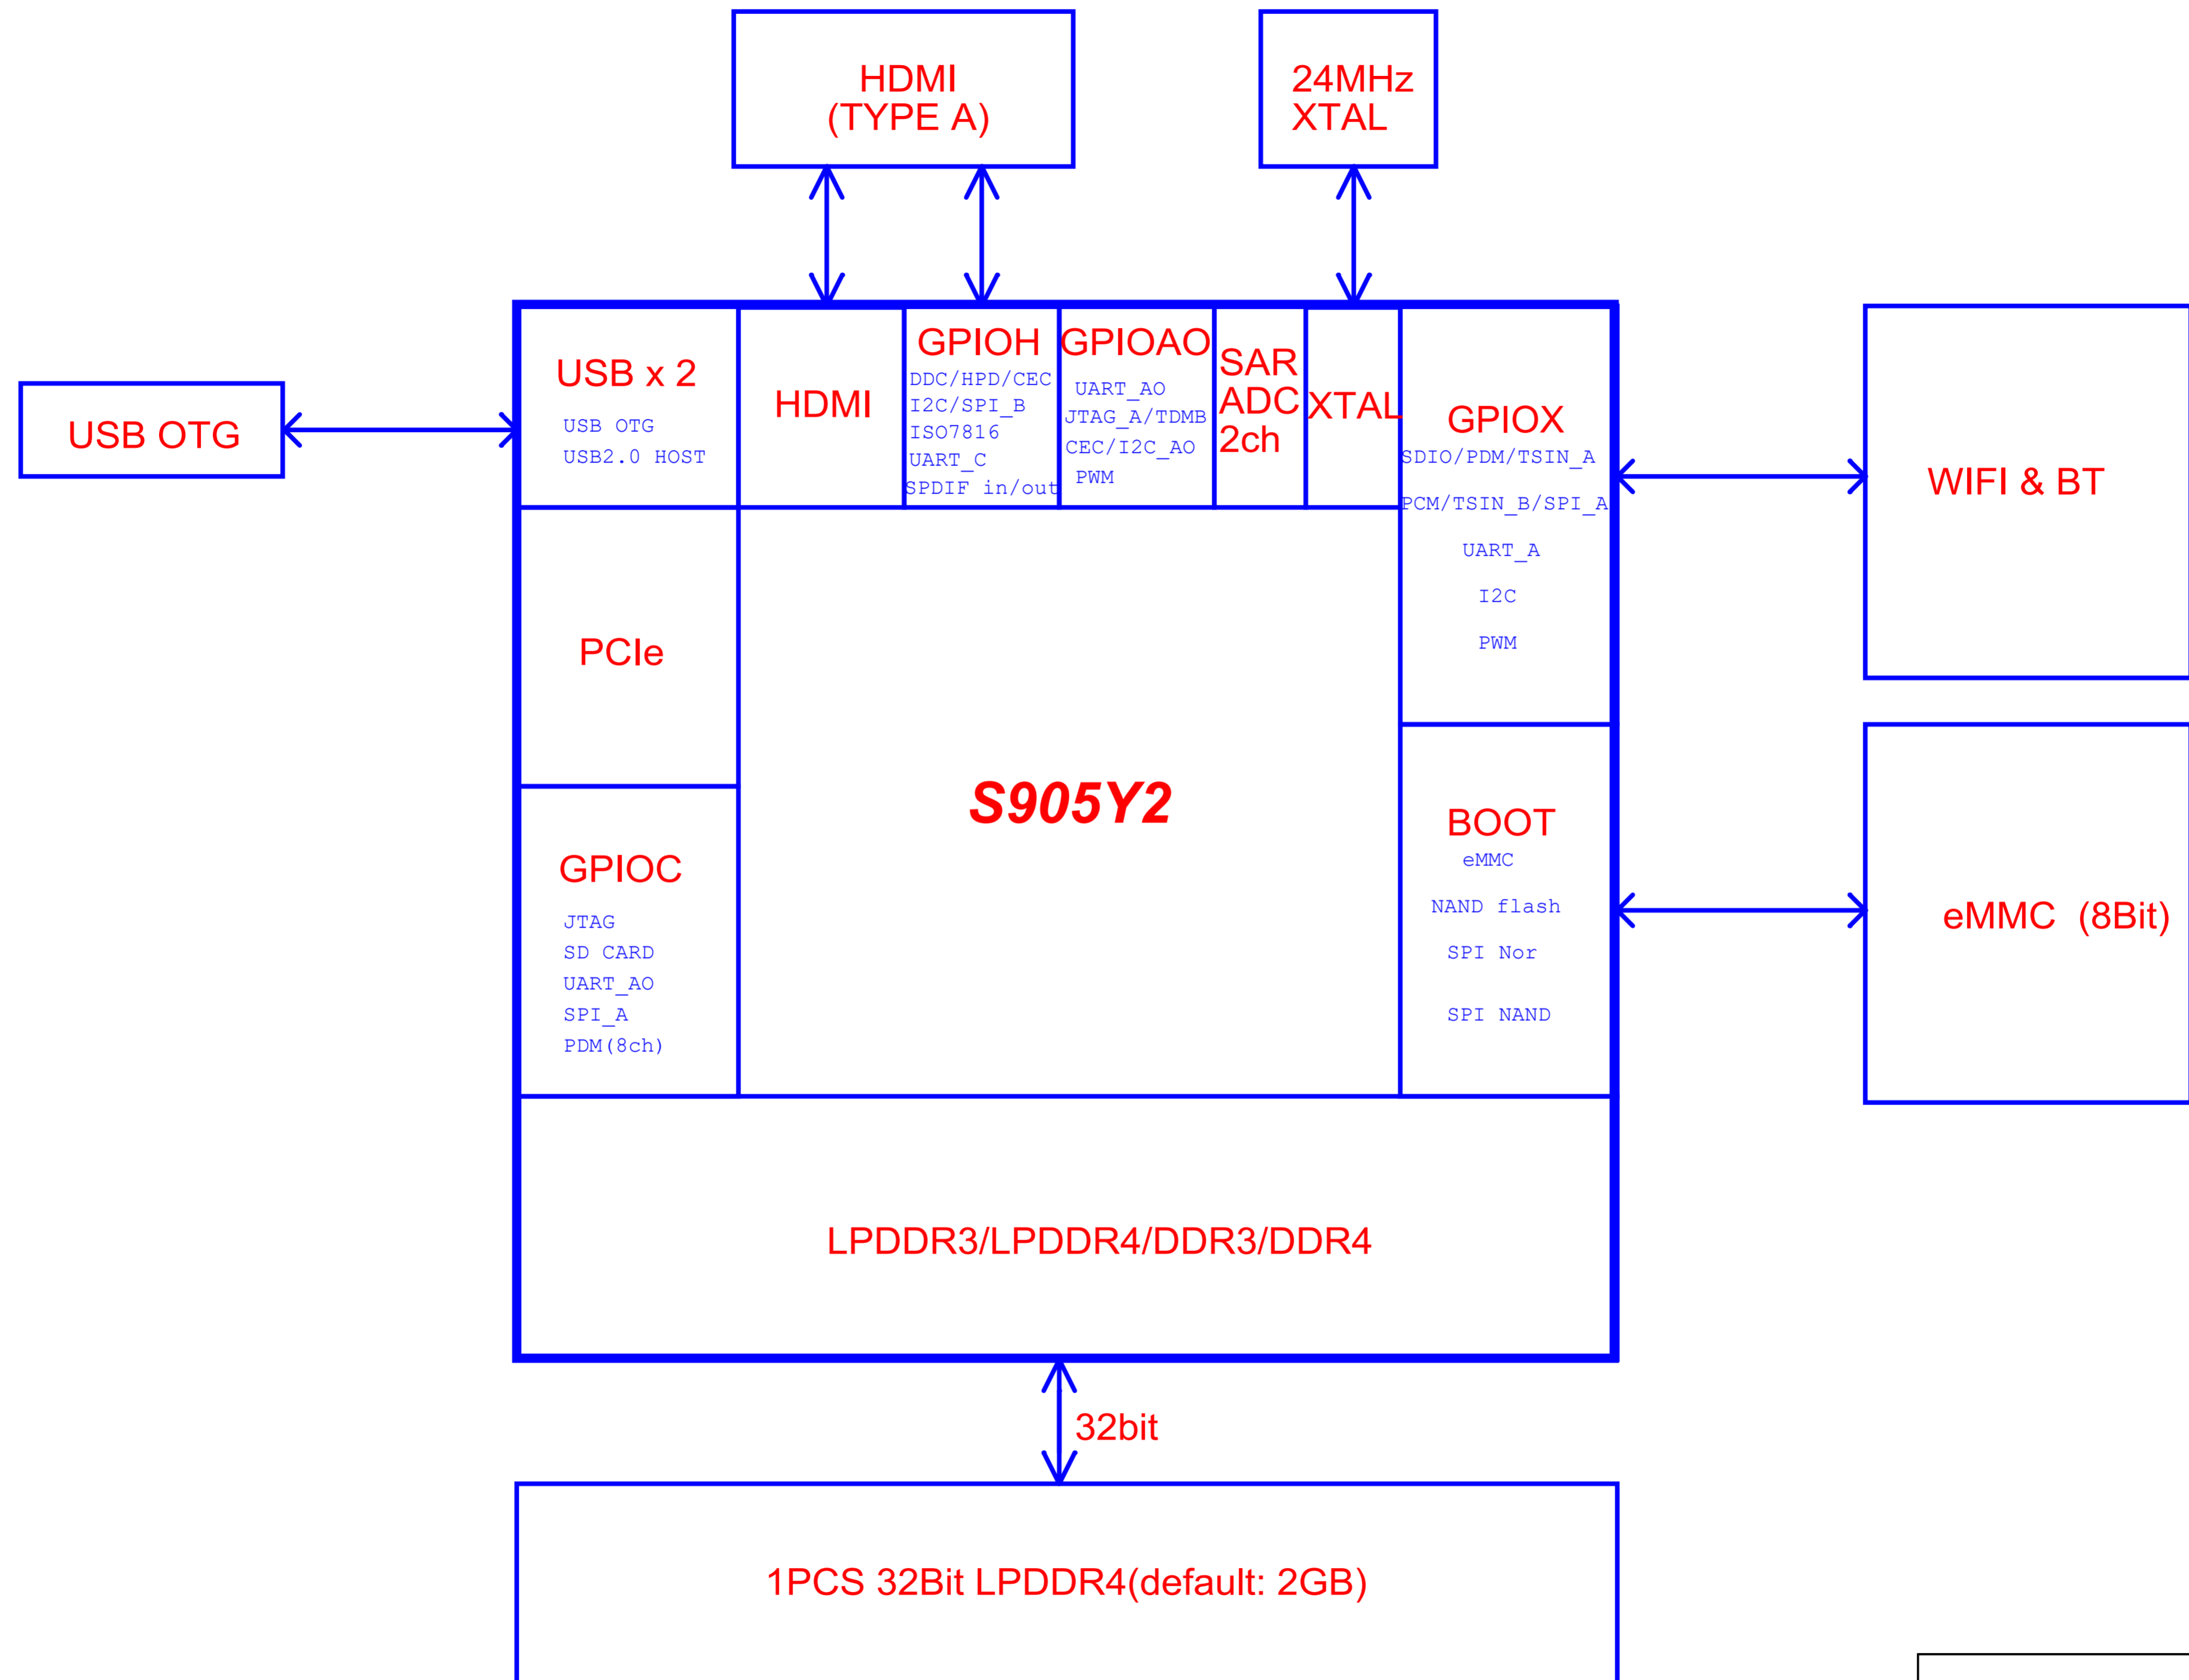 HDMI
(TYPE A)
24MHz
XTAL
USB OTG
USB x 2
USB OTG
USB2.0 HOST
HDMI
GPIOH
DDC/HPD/CEC
I2C/SPI_B
ISO7816
UART_C
SPDIF in/out
GPIOAO
UART_AO
JTAG_A/TDMB
CEC/I2C_AO
PWM
SAR
ADC
2ch
XTAL
GPIOX
SDIO/PDM/TSIN_A
PCM/TSIN_B/SPI_A
UART_A
I2C
PWM
WIFI & BT
PCIe
S905Y2
GPIOC
JTAG
SD CARD
UART_AO
SPI_A
PDM(8ch)
BOOT
eMMC
NAND flash
SPI Nor
SPI NAND
eMMC (8Bit)
LPDDR3/LPDDR4/DDR3/DDR4
32bit
1PCS 32Bit LPDDR4(default: 2GB)